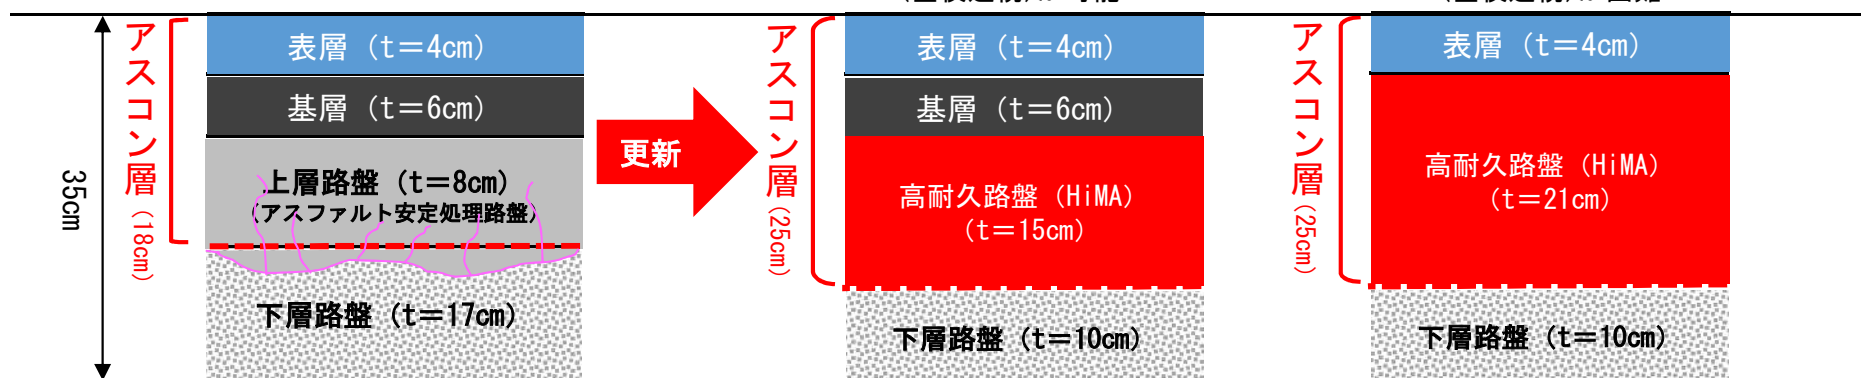 アスコン層(18cm)
35cm
表層 (t=4cm)
基層 (t=6cm)
上層路盤 (t=8cm)
(アスファルト安定処理路盤)
下層路盤 (t=17cm)
更新
アスコン層(25cm)
表層 (t=4cm)
基層 (t=6cm)
高耐久路盤 (HiMA)
(t=15cm)
下層路盤 (t=10cm)
アスコン層(25cm)
表層 (t=4cm)
高耐久路盤 (HiMA)
(t=21cm)
下層路盤 (t=10cm)